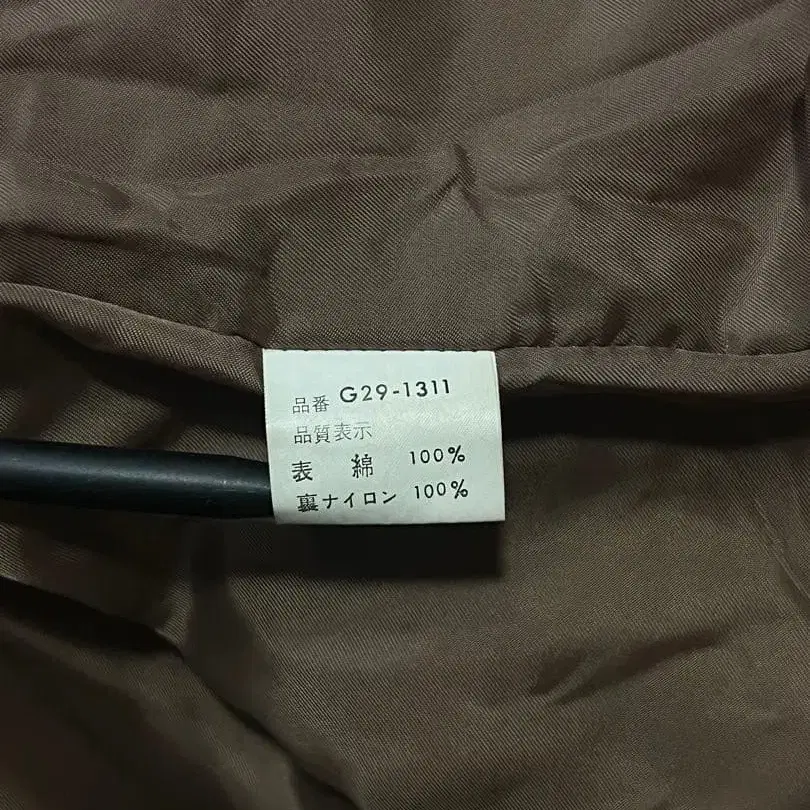 品番 G29-1311
品質表示
表 綿 100%
裏ナイロン 100%